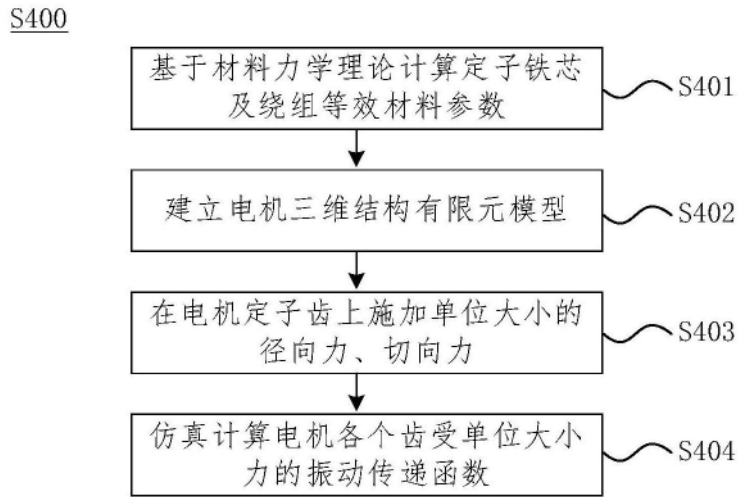 S400
基于材料力学理论计算定子铁芯
及绕组等效材料参数
S401
建立电机三维结构有限元模型
S402
在电机定子齿上施加单位大小的
径向力、切向力
S403
仿真计算电机各个齿受单位大小
力的振动传递函数
S404